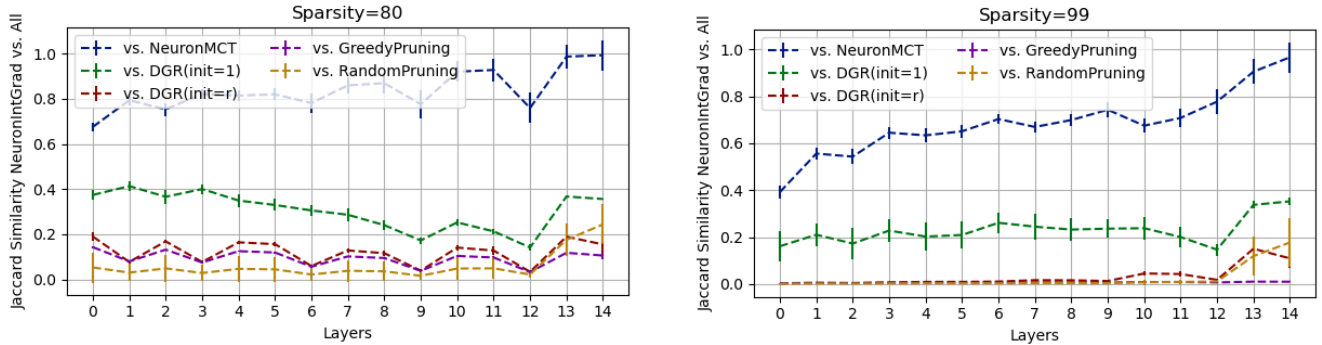 Sparsity=80
Jaccard Similarity NeuronIntGrad vs. All
1.0
0.8
0.6
0.4
0.2
0.0
vs. NeuronMCT
vs. DGR(init=1)
vs. DGR(init=r)
vs. GreedyPruning
vs. RandomPruning
0 1 2 3 4 5 6 7 8 9 10 11 12 13 14
Layers
Sparsity=99
Jaccard Similarity NeuronIntGrad vs. All
1.0
0.8
0.6
0.4
0.2
0.0
vs. NeuronMCT
vs. DGR(init=1)
vs. DGR(init=r)
vs. GreedyPruning
vs. RandomPruning
0 1 2 3 4 5 6 7 8 9 10 11 12 13 14
Layers